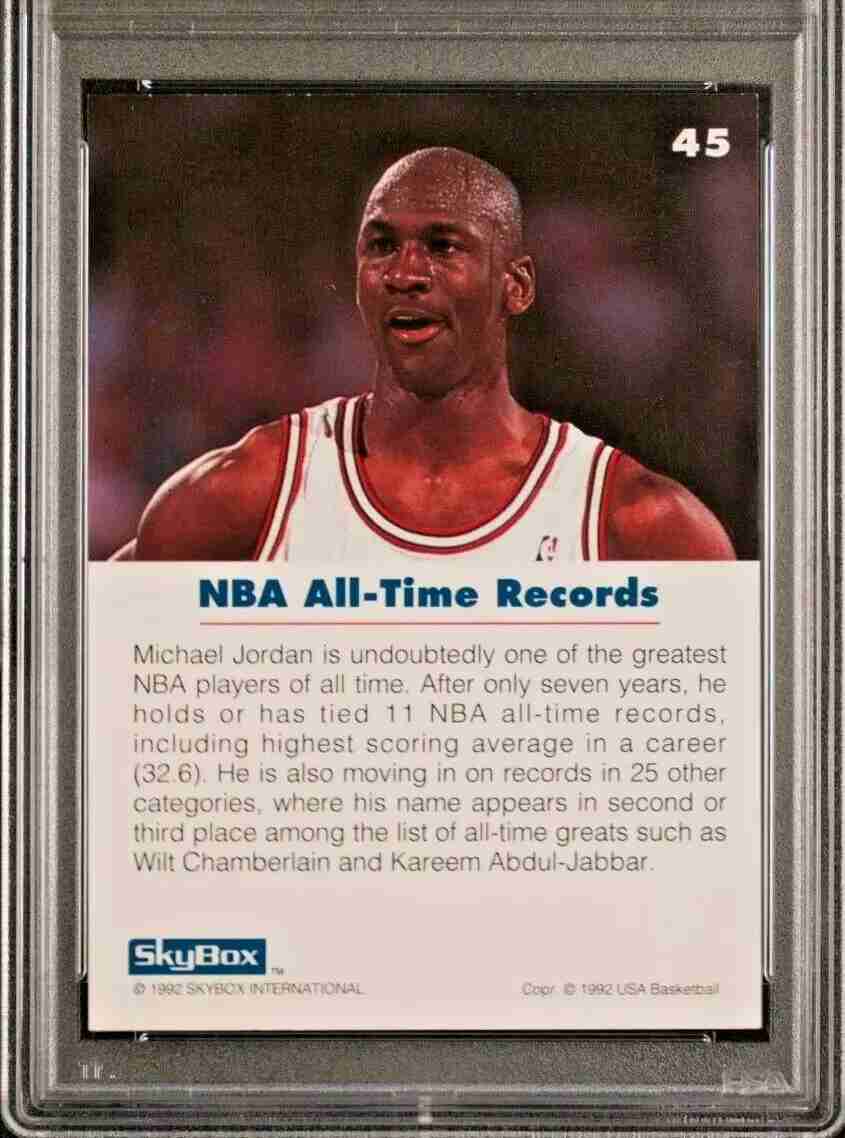 45
NBA All-Time Records
Michael Jordan is undoubtedly one of the greatest
NBA players of all time. After only seven years, he
holds or has tied 11 NBA all-time records,
including highest scoring average in a career
(32.6). He is also moving in on records in 25 other
categories, where his name appears in second or
third place among the list of all-time greats such as
Wilt Chamberlain and Kareem Abdul-Jabbar.
SkyBox™
© 1992 SKYBOX INTERNATIONAL Copr. © 1992 USA Basketball
PSA